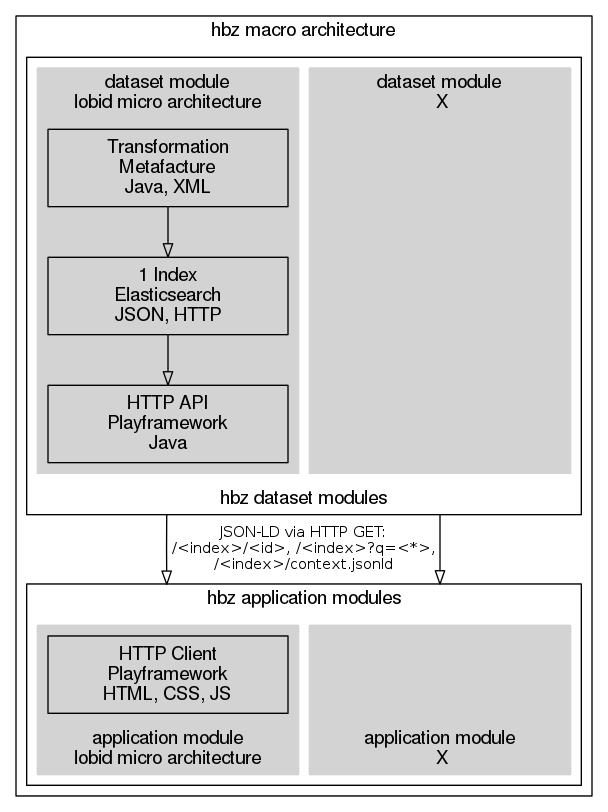 hbz macro architecture
dataset module
lobid micro architecture
dataset module
X
Transformation
Metafacture
Java, XML
1 Index
Elasticsearch
JSON, HTTP
HTTP API
Playframework
Java
hbz dataset modules
JSON-LD via HTTP GET:
/<index>/<id>, /<index>?q=<*>,
/<index>/context.jsonld
hbz application modules
HTTP Client
Playframework
HTML, CSS, JS
application module
lobid micro architecture
application module
X